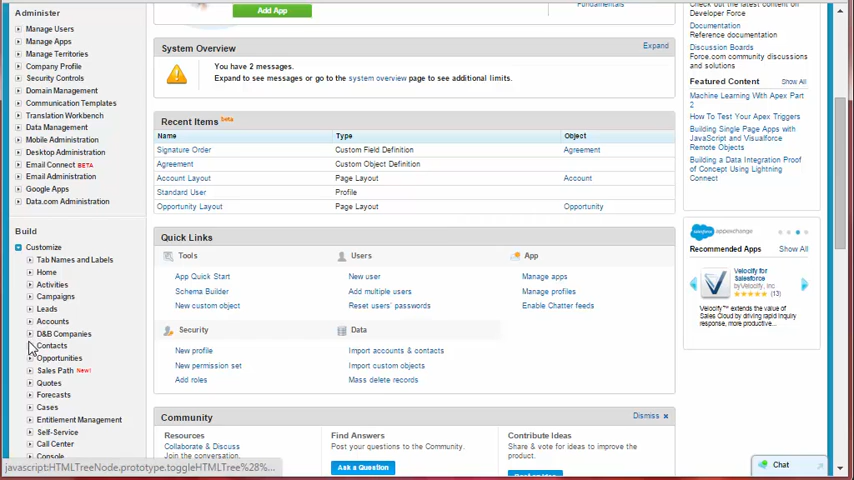 Administer
Manage Users
Manage Apps
Manage Territories
Company Profile
Security Controls
Domain Management
Communication Templates
Translation Workbench
Data Management
Mobile Administration
Desktop Administration
Email Connect BETA
Email Administration
Google Apps
Data.com Administration
Build
Customize
Tab Names and Labels
Home
Activities
Campaigns
Leads
Accounts
D&B Companies
Contacts
Opportunities
Sales Path New!
Quotes
Forecasts
Cases
Entitlement Management
Self-Service
Call Center
Console
javascript:HTMLTreeNode.prototype.toggleHTMLTree%28%...
Add App
Fundamentals
System Overview
Expand
You have 2 messages.
Expand to see messages or go to the system overview page to see additional limits.
Recent Items beta
Name Type Object
Signature Order Custom Field Definition Agreement
Agreement Custom Object Definition
Account Layout Page Layout Account
Standard User Profile
Opportunity Layout Page Layout Opportunity
Quick Links
Tools Users App
App Quick Start New user Manage apps
Schema Builder Add multiple users Manage profiles
New custom object Reset users' passwords Enable Chatter feeds
Security Data
New profile Import accounts & contacts
New permission set Import custom objects
Add roles Mass delete records
Community
Dismiss x
Resources Find Answers Contribute Ideas
Collaborate & Discuss Post your questions to the Community. Share & vote for ideas to improve the
Join the conversation. product.
Ask a Question
Check out the latest content on
Developer Force
Documentation
Reference documentation
Discussion Boards
Force.com community discussions
and solutions
Featured Content Show All
Machine Learning With Apex Part
2
How To Test Your Apex Triggers
Building Single Page Apps with
JavaScript and Visualforce
Remote Objects
Building a Data Integration Proof
of Concept Using Lightning
Connect
salesforce appexchange
Recommended Apps Show All
Velocify for
Salesforce
by Velocify, Inc
(13)
Velocify™ extends the value of
Sales Cloud by driving rapid inquiry
response, more productive...
Chat